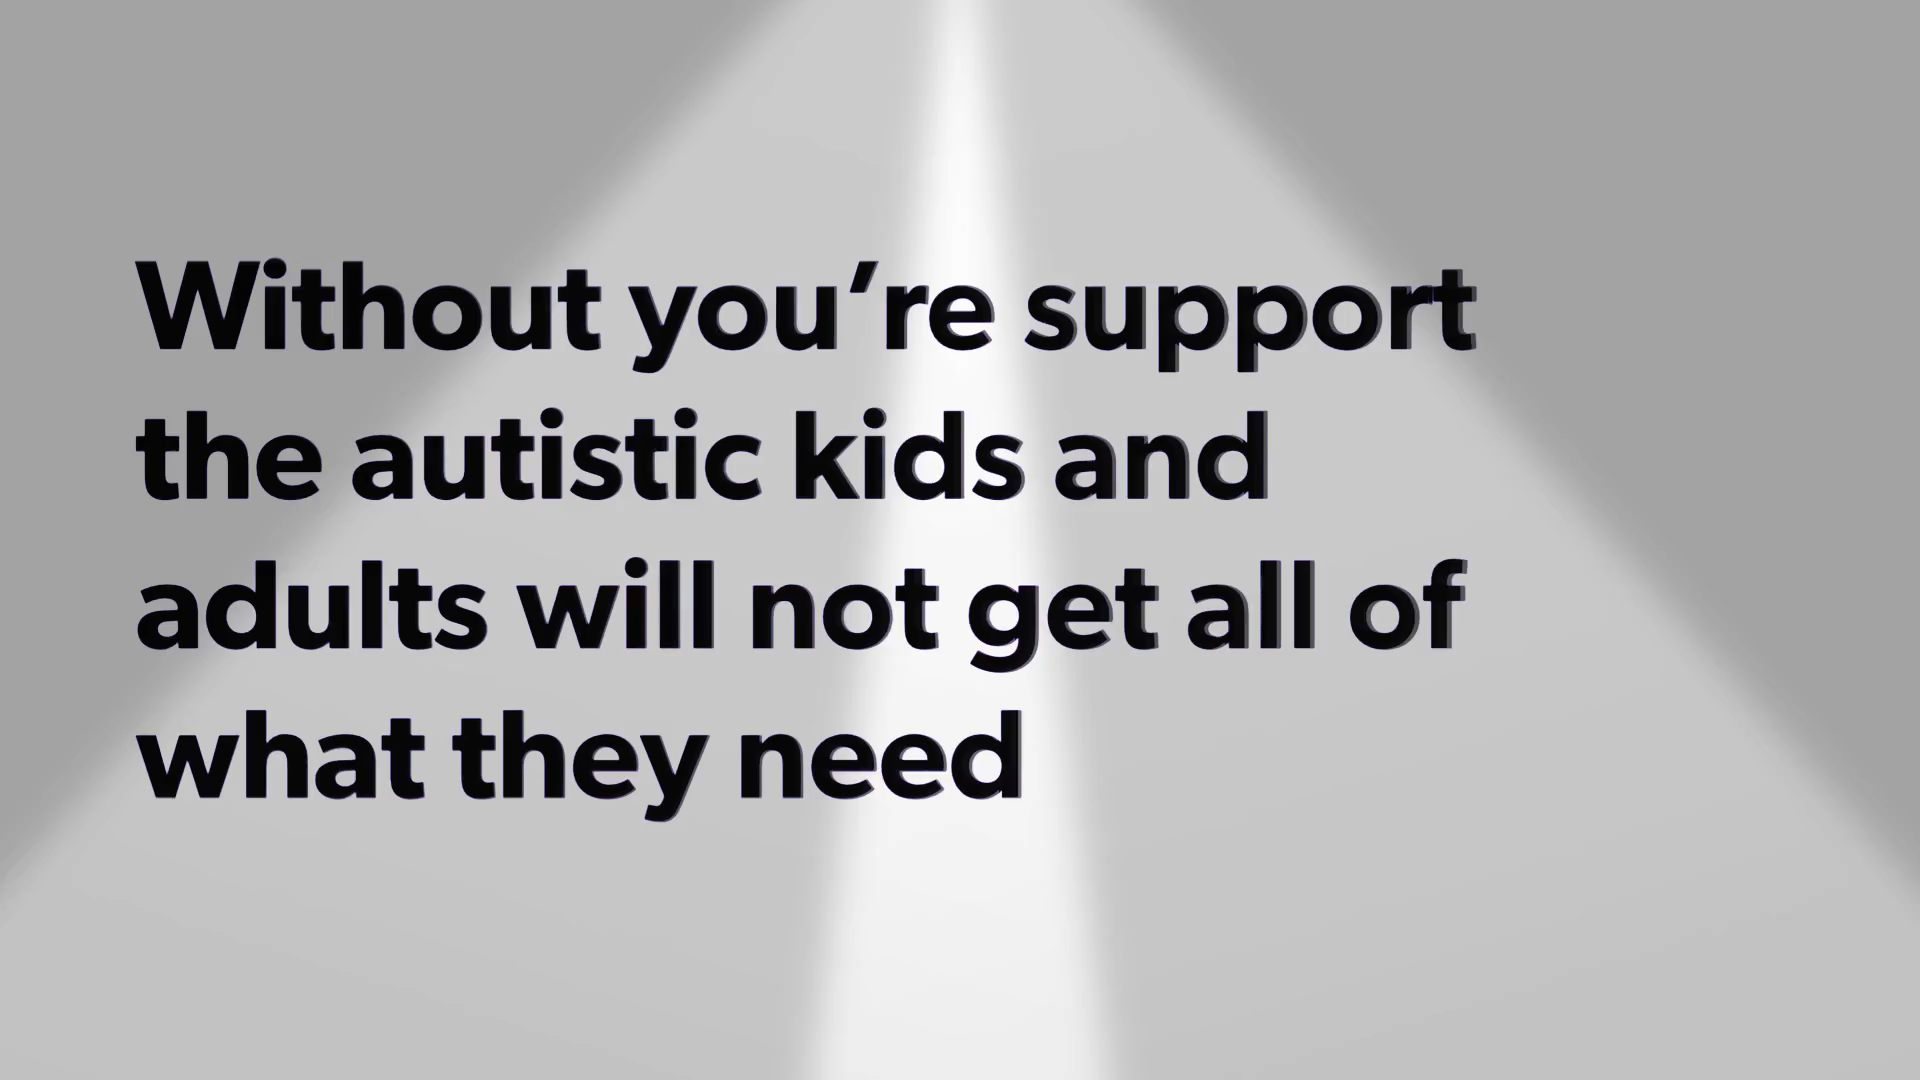 Without you’re support
the autistic kids and
adults will not get all of
what they need